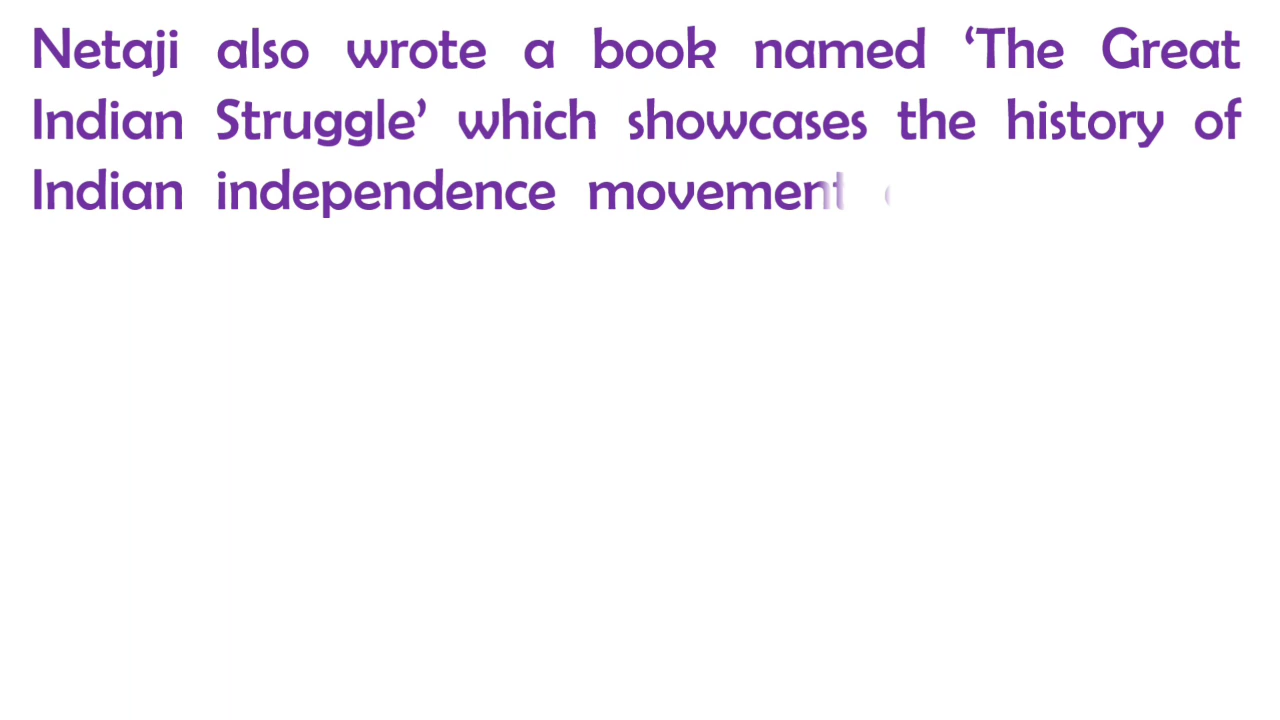 Netaji also wrote a book named ‘The Great
Indian Struggle’ which showcases the history of
Indian independence movement